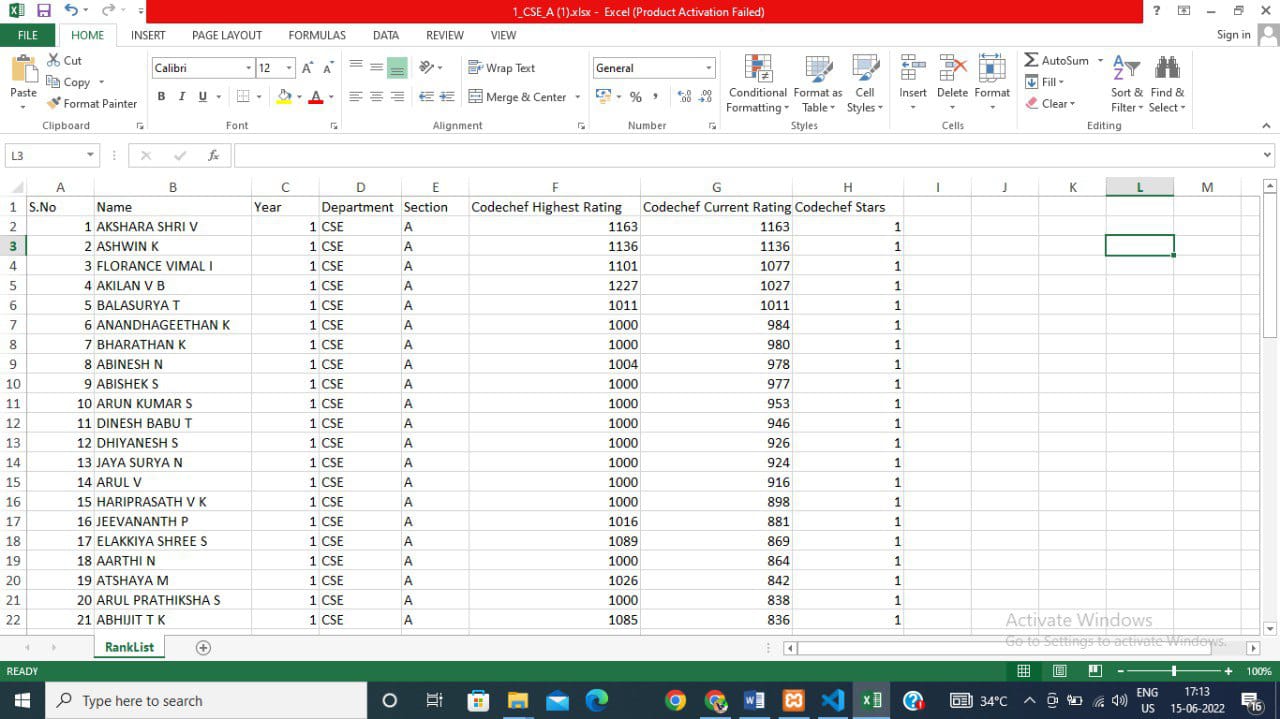 1_CSE_A (1).xlsx - Excel (Product Activation Failed)
FILE HOME INSERT PAGE LAYOUT FORMULAS DATA REVIEW VIEW Sign in
Paste Cut Copy Format Painter Clipboard
Calibri 12 B I U A Font
Wrap Text Merge & Center Alignment
General % , Number
Conditional Formatting Format as Table Cell Styles Styles
Insert Delete Format Cells
AutoSum Fill Clear Sort & Filter Find & Select Editing
L3 fx
A B C D E F G H I J K L M
1 S.No Name Year Department Section Codechef Highest Rating Codechef Current Rating Codechef Stars
2 1 AKSHARA SHRI V 1 CSE A 1163 1163 1
3 2 ASHWIN K 1 CSE A 1136 1136 1
4 3 FLORANCE VIMAL I 1 CSE A 1101 1077 1
5 4 AKILAN V B 1 CSE A 1227 1027 1
6 5 BALASURYA T 1 CSE A 1011 1011 1
7 6 ANANDHAGEETHAN K 1 CSE A 1000 984 1
8 7 BHARATHAN K 1 CSE A 1000 980 1
9 8 ABINESH N 1 CSE A 1004 978 1
10 9 ABISHEK S 1 CSE A 1000 977 1
11 10 ARUN KUMAR S 1 CSE A 1000 953 1
12 11 DINESH BABU T 1 CSE A 1000 946 1
13 12 DHIYANESH S 1 CSE A 1000 926 1
14 13 JAYA SURYA N 1 CSE A 1000 924 1
15 14 ARUL V 1 CSE A 1000 916 1
16 15 HARIPRASATH V K 1 CSE A 1000 898 1
17 16 JEEVANANTH P 1 CSE A 1016 881 1
18 17 ELAKKIYA SHREE S 1 CSE A 1089 869 1
19 18 AARTHI N 1 CSE A 1000 864 1
20 19 ATSHAYA M 1 CSE A 1026 842 1
21 20 ARUL PRATHIKSHA S 1 CSE A 1000 838 1
22 21 ABHIJIT T K 1 CSE A 1085 836 1
Activate Windows
Go to Settings to activate Windows.
RankList
READY 100%
Type here to search 34°C ENG US 17:13 15-06-2022 16